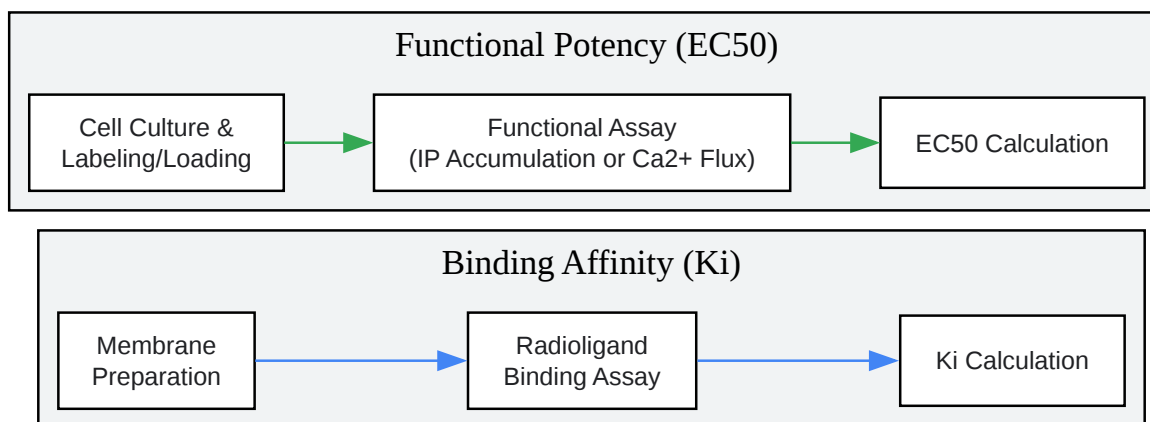 Functional Potency (EC50)
Cell Culture &
Labeling/Loading
Functional Assay
(IP Accumulation or Ca2+ Flux)
EC50 Calculation
Binding Affinity (Ki)
Membrane
Preparation
Radioligand
Binding Assay
Ki Calculation